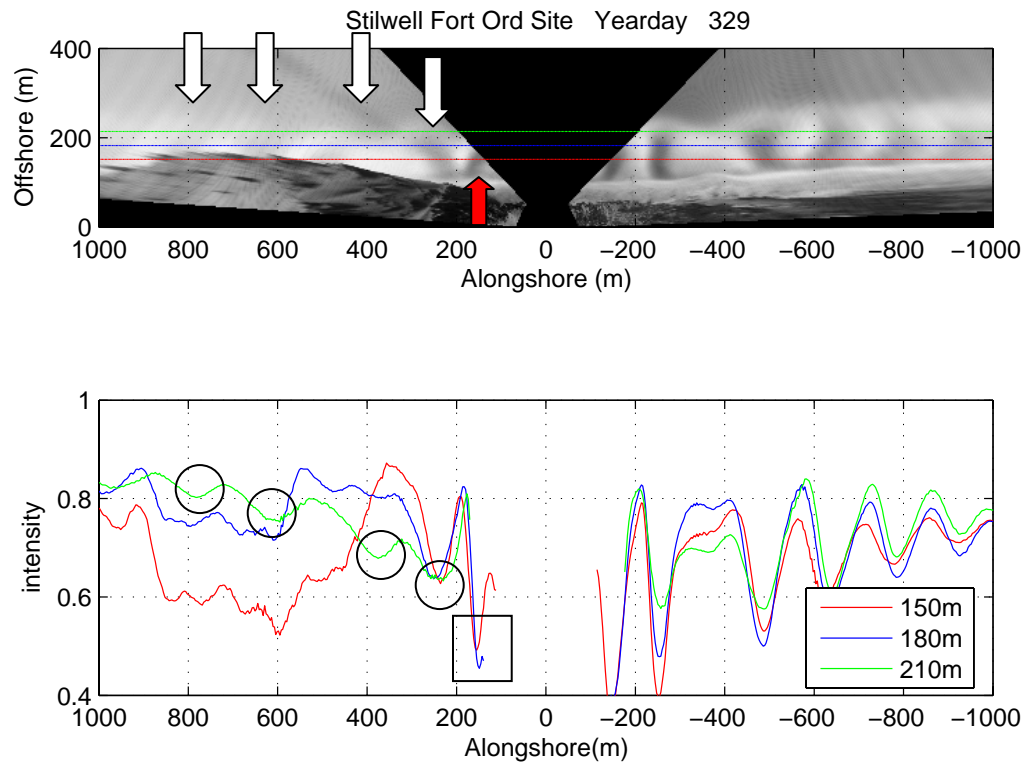 Stilwell Fort Ord Site Yearday 329
400
200
0
Offshore (m)
1000 800 600 400 200 0 −200 −400 −600 −800 −1000
Alongshore (m)
1
0.8
0.6
0.4
intensity
150m
180m
210m
1000 800 600 400 200 0 −200 −400 −600 −800 −1000
Alongshore(m)